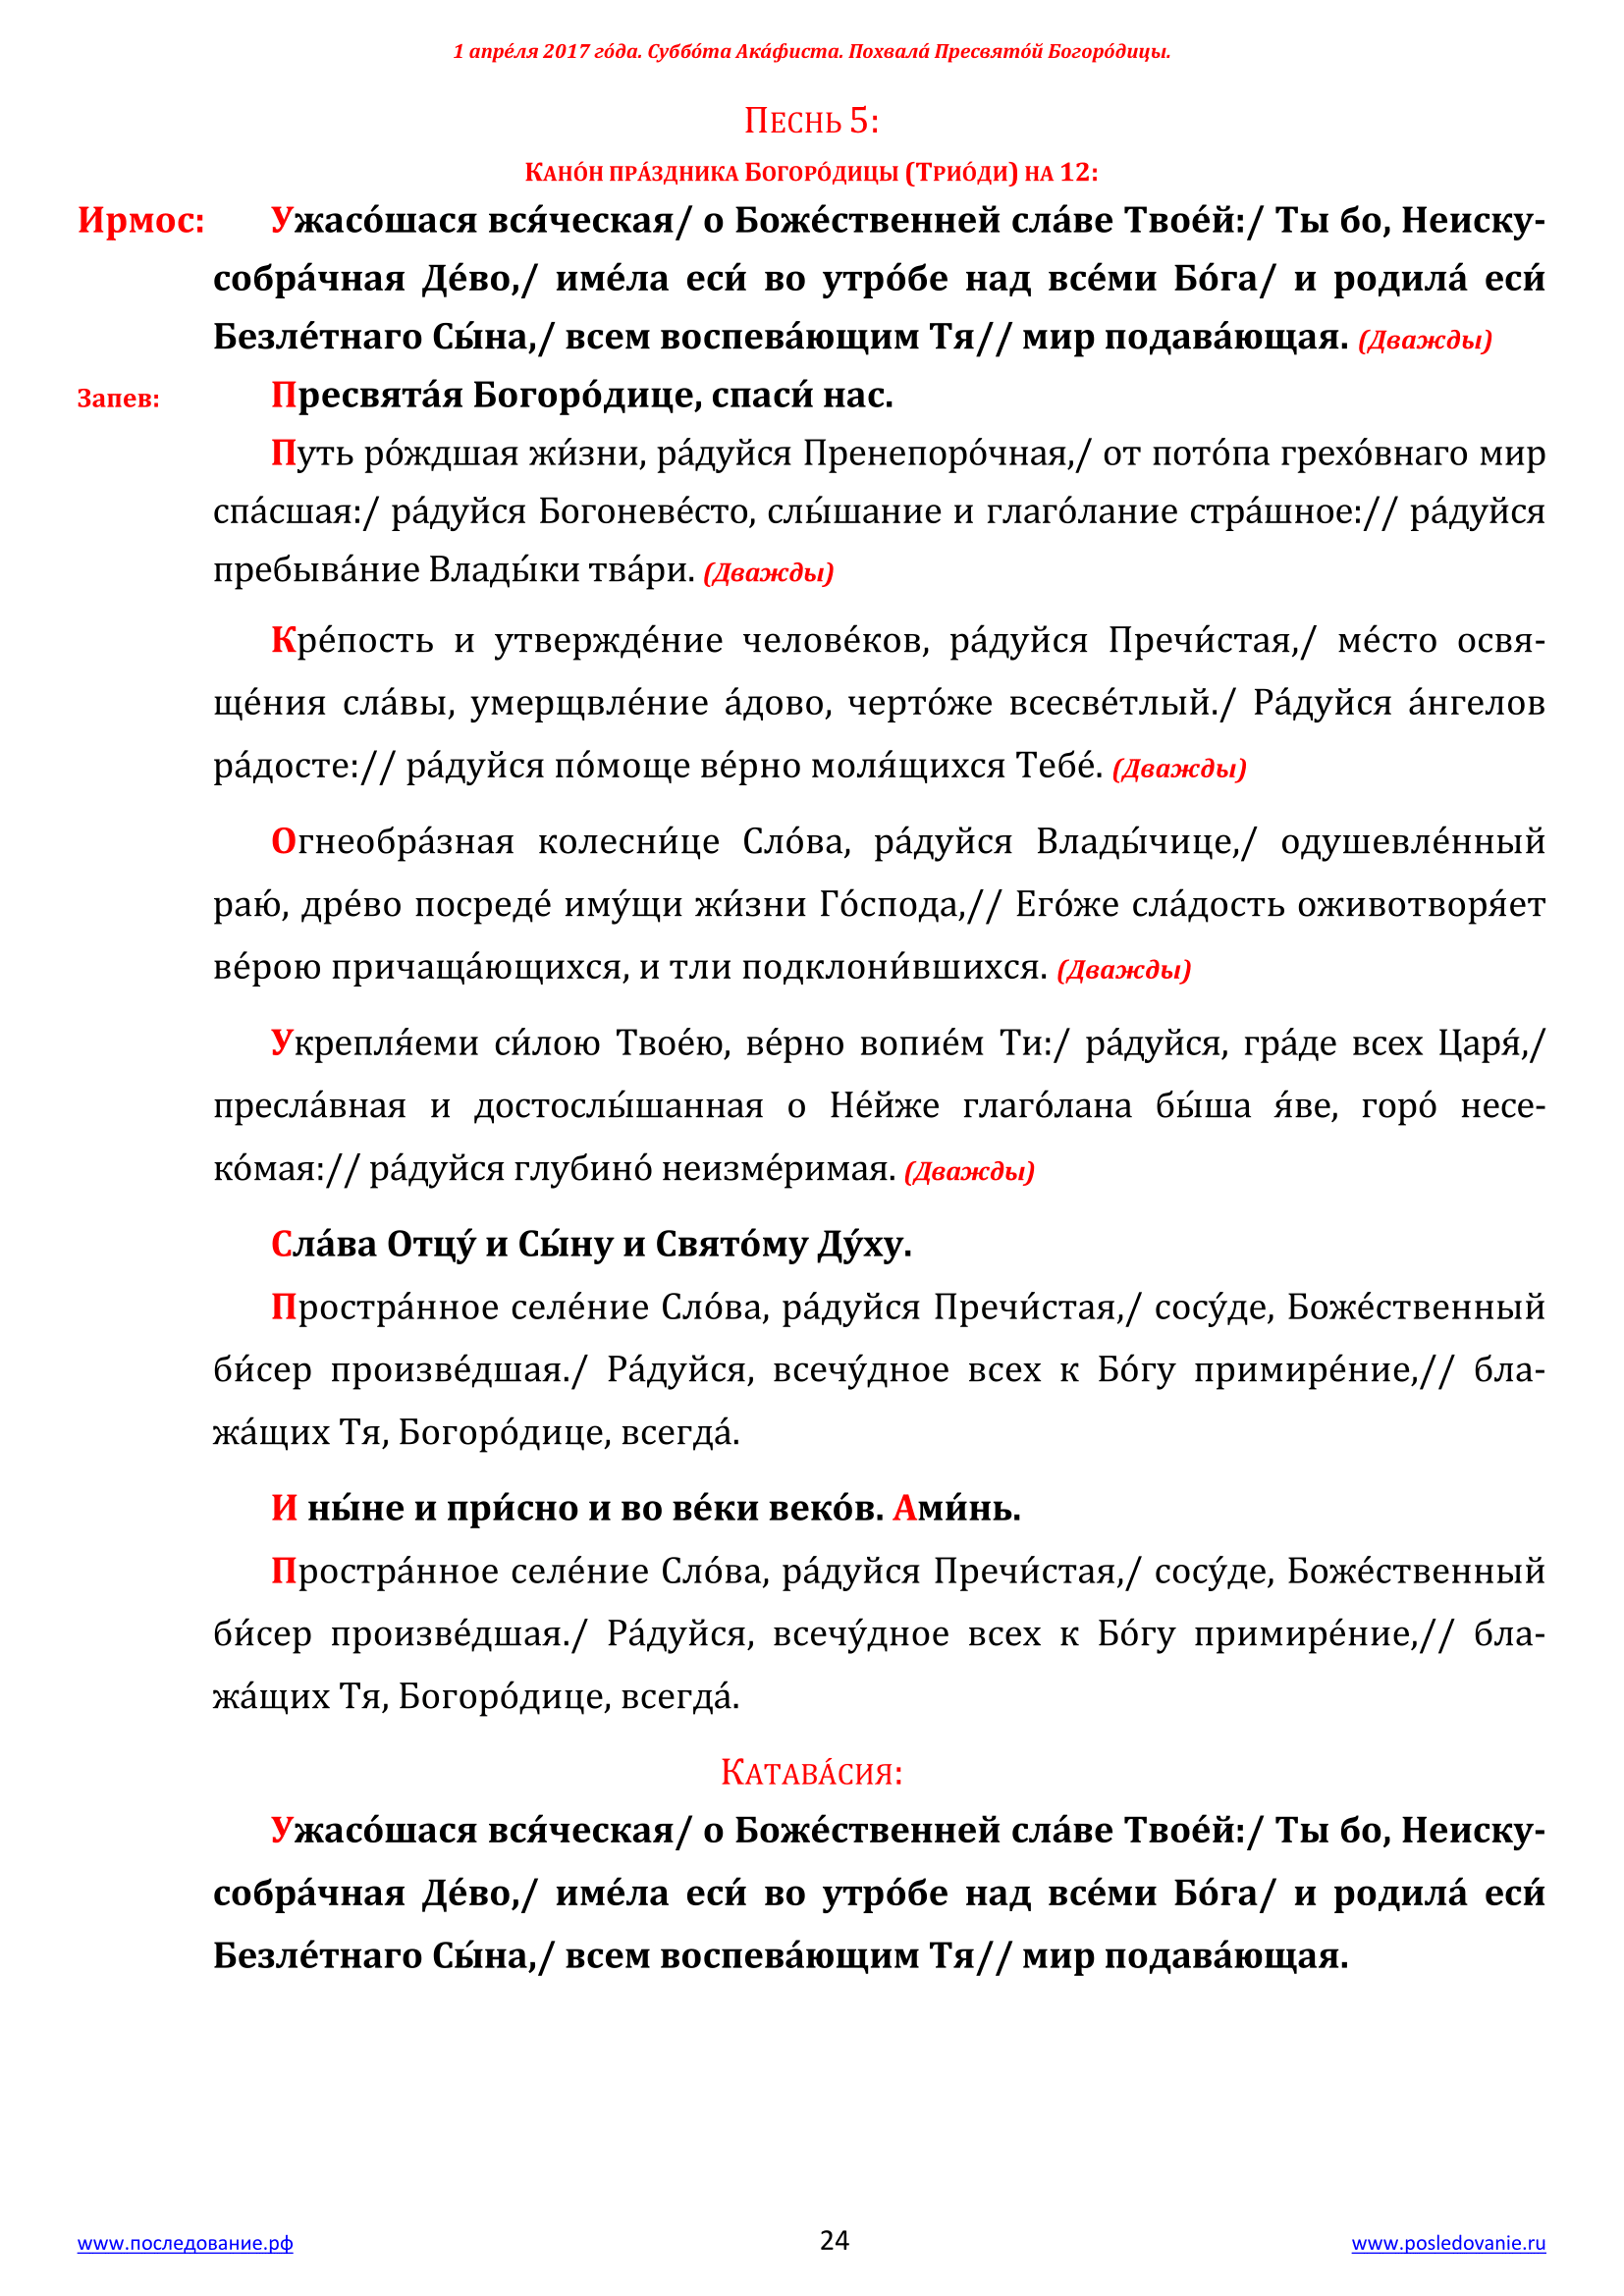 1 апре́ля 2017 го́да. Суббо́та Ака́фиста. Похвала́ Пресвято́й Богоро́дицы.
Песнь 5:
Кано́н пра́здника Богоро́дицы (Трио́ди) на 12:
Ирмос: Ужасо́шася вся́ческая/ о Боже́ственней сла́ве Твое́й:/ Ты бо, Неиску-
собра́чная Де́во,/ име́ла еси́ во утро́бе над все́ми Бо́га/ и родила́ еси́
Безле́тнаго Сы́на,/ всем воспева́ющим Тя// мир подава́ющая. (Дважды)
Запев: Пресвята́я Богоро́дице, спаси́ нас.
Путь ро́ждшая жи́зни, ра́дуйся Пренепоро́чная,/ от пото́па грехо́внаго мир
спа́сшая:/ ра́дуйся Богоневе́сто, слы́шание и глаго́лание стра́шное:// ра́дуйся
пребыва́ние Влады́ки тва́ри. (Дважды)
Кре́пость и утвержде́ние челове́ков, ра́дуйся Пречи́стая,/ ме́сто освя-
ще́ния сла́вы, умерщвле́ние а́дово, черто́же всесве́тлый./ Ра́дуйся а́нгелов
ра́досте:// ра́дуйся по́моще ве́рно моля́щихся Тебе́. (Дважды)
Огнеобра́зная колесни́це Сло́ва, ра́дуйся Влады́чице,/ одушевле́нный
раю́, дре́во посреде́ иму́щи жи́зни Го́спода,// Его́же сла́дость оживотворя́ет
ве́рою причаща́ющихся, и тли подклони́вшихся. (Дважды)
Укрепля́еми си́лою Твое́ю, ве́рно вопие́м Ти:/ ра́дуйся, гра́де всех Царя́,/
пресла́вная и достослы́шанная о Не́йже глаго́лана бы́ша я́ве, горо́ несе-
ко́мая:// ра́дуйся глубино́ неизме́римая. (Дважды)
Сла́ва Отцу́ и Сы́ну и Свято́му Ду́ху.
Простра́нное селе́ние Сло́ва, ра́дуйся Пречи́стая,/ сосу́де, Боже́ственный
би́сер произве́дшая./ Ра́дуйся, всечу́дное всех к Бо́гу примире́ние,// бла-
жа́щих Тя, Богоро́дице, всегда́.
И ны́не и при́сно и во ве́ки веко́в. Ами́нь.
Простра́нное селе́ние Сло́ва, ра́дуйся Пречи́стая,/ сосу́де, Боже́ственный
би́сер произве́дшая./ Ра́дуйся, всечу́дное всех к Бо́гу примире́ние,// бла-
жа́щих Тя, Богоро́дице, всегда́.
Катава́сия:
Ужасо́шася вся́ческая/ о Боже́ственней сла́ве Твое́й:/ Ты бо, Неиску-
собра́чная Де́во,/ име́ла еси́ во утро́бе над все́ми Бо́га/ и родила́ еси́
Безле́тнаго Сы́на,/ всем воспева́ющим Тя// мир подава́ющая.
www.последование.рф 24 www.posledovanie.ru